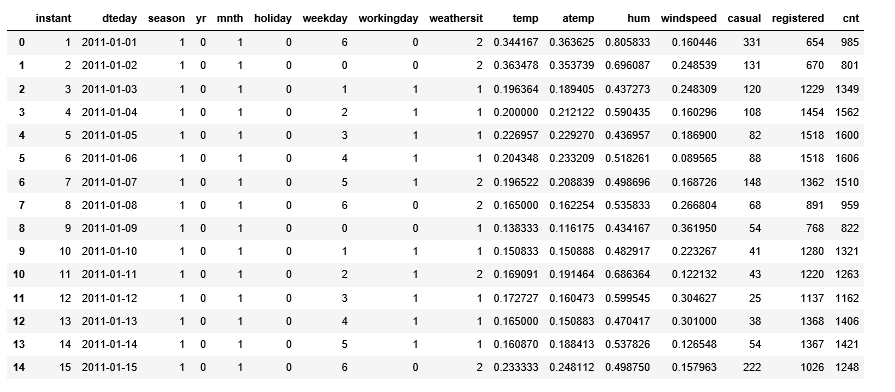 instant dteday season yr mnth holiday weekday workingday weathersit temp atemp hum windspeed casual registered cnt
0 1 2011-01-01 1 0 1 0 6 0 2 0.344167 0.363625 0.805833 0.160446 331 654 985
1 2 2011-01-02 1 0 1 0 0 0 2 0.363478 0.353739 0.696087 0.248539 131 670 801
2 3 2011-01-03 1 0 1 0 1 1 1 0.196364 0.189405 0.437273 0.248309 120 1229 1349
3 4 2011-01-04 1 0 1 0 2 1 1 0.200000 0.212122 0.590435 0.160296 108 1454 1562
4 5 2011-01-05 1 0 1 0 3 1 1 0.226957 0.229270 0.436957 0.186900 82 1518 1600
5 6 2011-01-06 1 0 1 0 4 1 1 0.204348 0.233209 0.518261 0.089565 88 1518 1606
6 7 2011-01-07 1 0 1 0 5 1 2 0.196522 0.208839 0.498696 0.168726 148 1362 1510
7 8 2011-01-08 1 0 1 0 6 0 2 0.165000 0.162254 0.535833 0.266804 68 891 959
8 9 2011-01-09 1 0 1 0 0 0 1 0.138333 0.116175 0.434167 0.361950 54 768 822
9 10 2011-01-10 1 0 1 0 1 1 1 0.150833 0.150888 0.482917 0.223267 41 1280 1321
10 11 2011-01-11 1 0 1 0 2 1 2 0.169091 0.191464 0.686364 0.122132 43 1220 1263
11 12 2011-01-12 1 0 1 0 3 1 1 0.172727 0.160473 0.599545 0.304627 25 1137 1162
12 13 2011-01-13 1 0 1 0 4 1 1 0.165000 0.150883 0.470417 0.301000 38 1368 1406
13 14 2011-01-14 1 0 1 0 5 1 1 0.160870 0.188413 0.537826 0.126548 54 1367 1421
14 15 2011-01-15 1 0 1 0 6 0 2 0.233333 0.248112 0.498750 0.157963 222 1026 1248